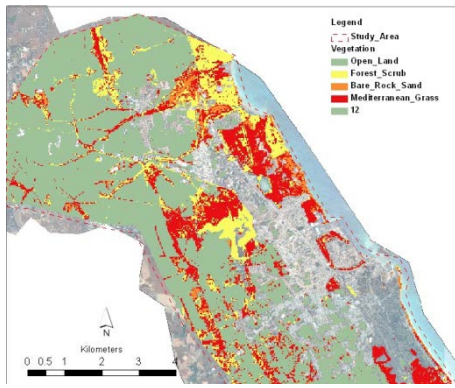 Legend
Study_Area
Vegetation
Open_Land
Forest_Scrub
Bare_Rock_Sand
Mediterranean_Grass
12
N
Kilometers
0 0.5 1 2 3 4